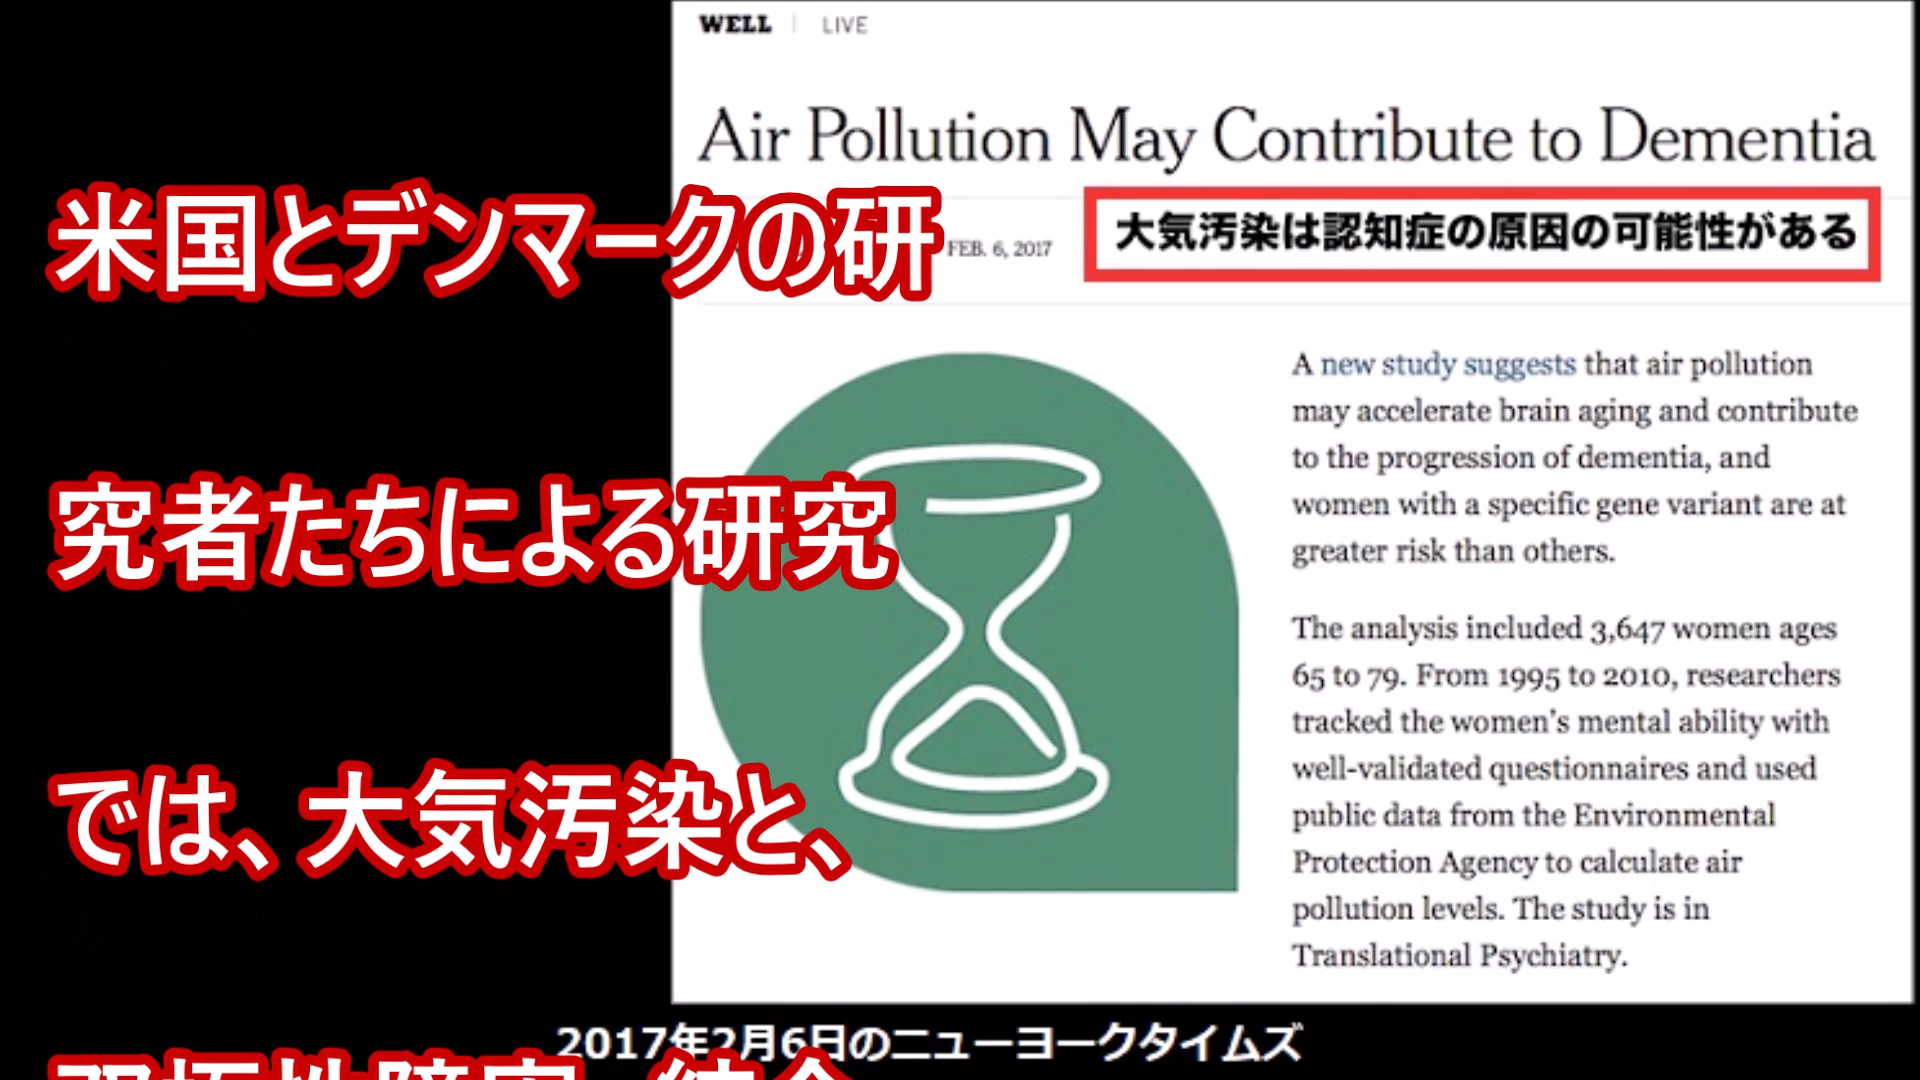 WELL | LIVE
Air Pollution May Contribute to Dementia
米国とデンマークの研
FEB. 6, 2017
大気汚染は認知症の原因の可能性がある
究者たちによる研究
では、大気汚染と、
A new study suggests that air pollution
may accelerate brain aging and contribute
to the progression of dementia, and
women with a specific gene variant are at
greater risk than others.
The analysis included 3,647 women ages
65 to 79. From 1995 to 2010, researchers
tracked the women's mental ability with
well-validated questionnaires and used
public data from the Environmental
Protection Agency to calculate air
pollution levels. The study is in
Translational Psychiatry.
2017年2月6日のニューヨークタイムズ